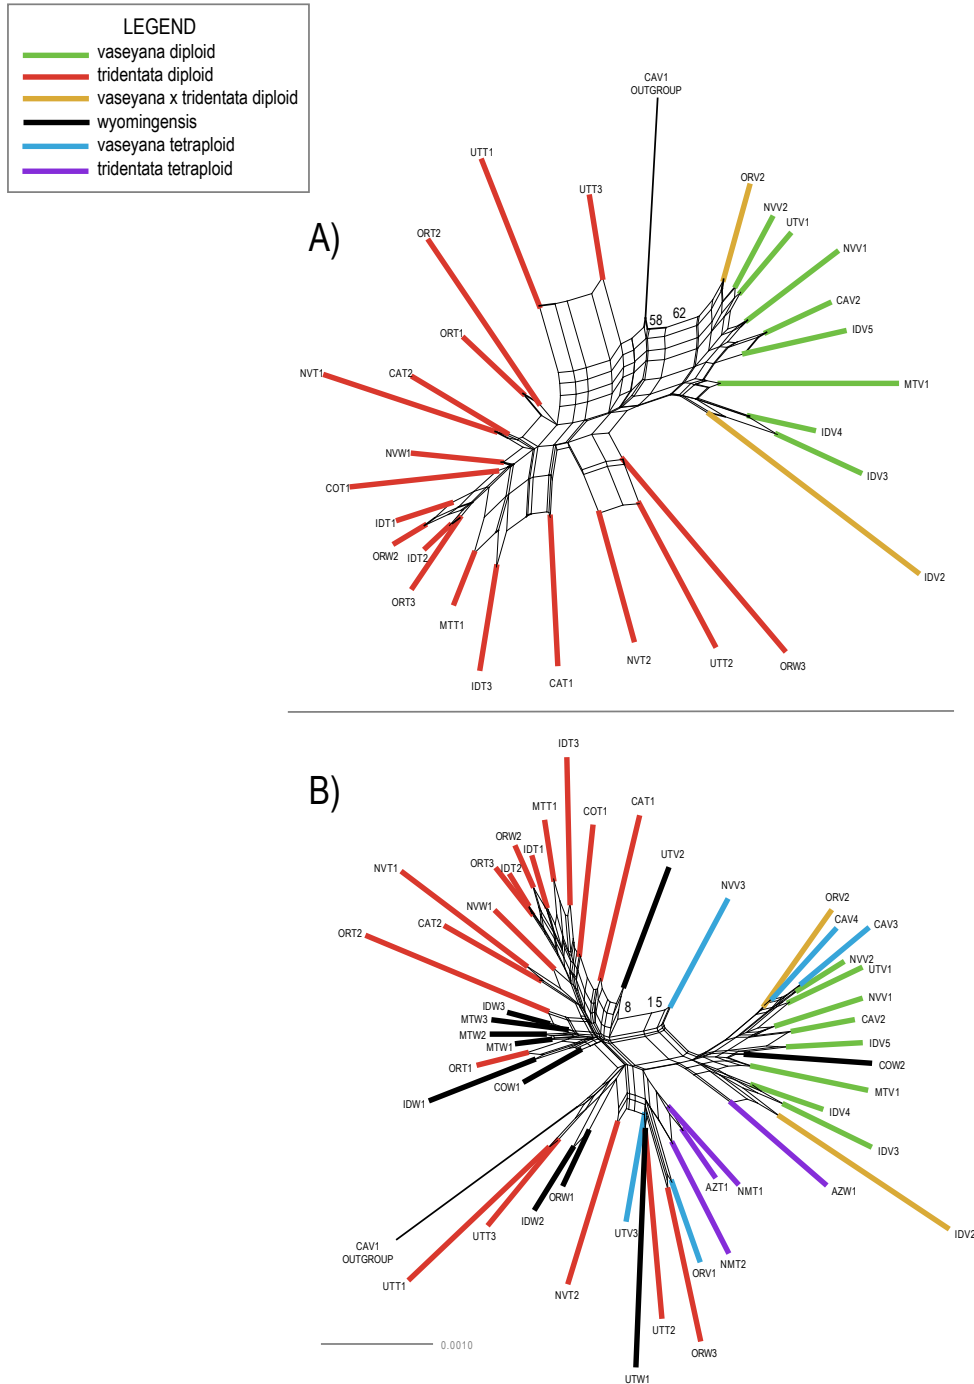 LEGEND
vaseyana diploid
tridentata diploid
vaseyana x tridentata diploid
wyomingensis
vaseyana tetraploid
tridentata tetraploid
A)
CAV1
OUTGROUP
UTT1
UTT3
ORV2
NVV2
UTV1
ORT2
NVV1
CAV2
58
62
IDV5
ORT1
NVT1
CAT2
MTV1
IDV4
NVW1
COT1
IDV3
IDT1
ORW2
IDT2
IDV2
ORT3
MTT1
NVT2
UTT2
ORW3
IDT3
CAT1
B)
IDT3
MTT1
COT1
CAT1
ORW2
IDT1
UTV2
ORT3
IDT2
NVT1
NVV3
NVW1
ORV2
CAV4
CAV3
CAT2
ORT2
NVV2
UTV1
IDW3
8
15
NVV1
MTW3
CAV2
MTW2
MTW1
IDV5
ORT1
COW2
COW1
MTV1
IDW1
IDV4
IDV3
AZT1
NMT1
AZW1
ORW1
IDW2
UTT3
UTV3
IDV2
CAV1
OUTGROUP
NMT2
ORV1
UTT1
NVT2
UTT2
0.0010
ORW3
UTW1